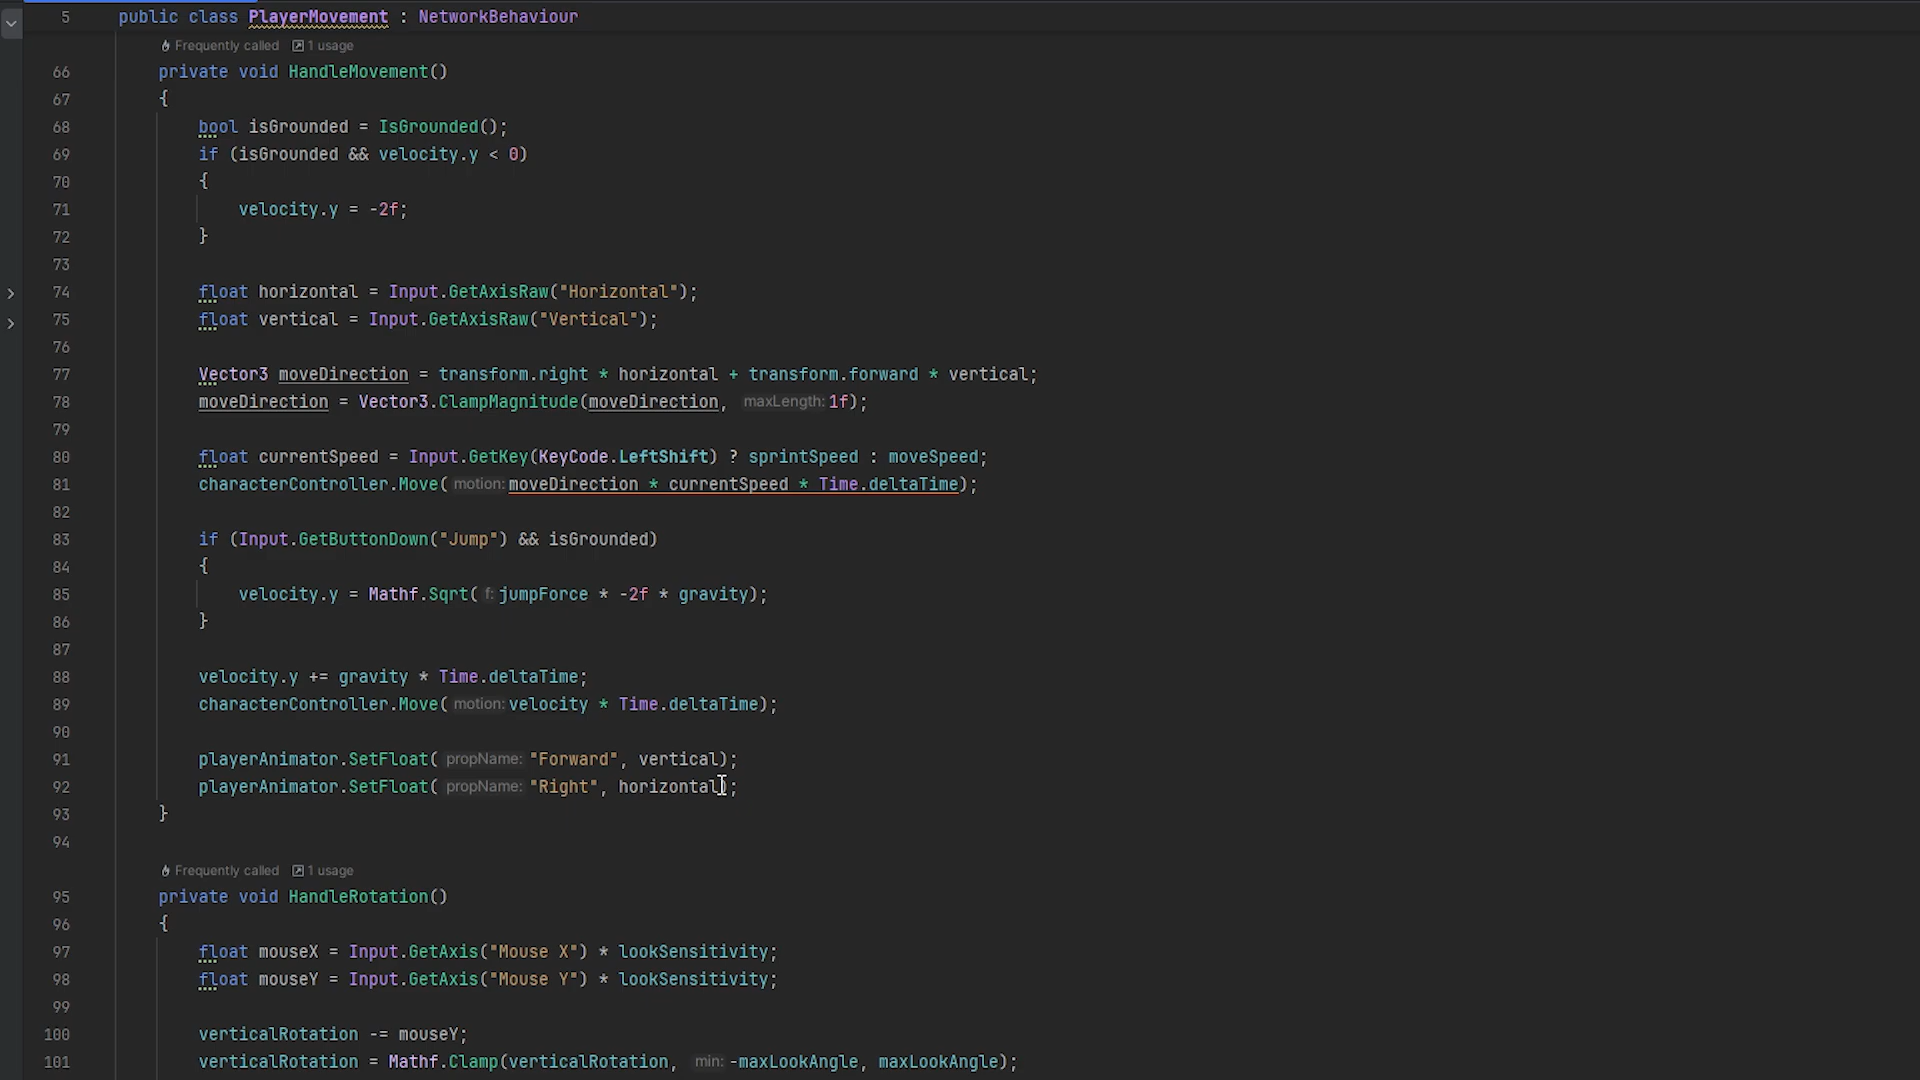 5 public class PlayerMovement : NetworkBehaviour
Frequently called 1 usage
66 private void HandleMovement()
67 {
68 bool isGrounded = IsGrounded();
69 if (isGrounded && velocity.y < 0)
70 {
71 velocity.y = -2f;
72 }
73
74 float horizontal = Input.GetAxisRaw("Horizontal");
75 float vertical = Input.GetAxisRaw("Vertical");
76
77 Vector3 moveDirection = transform.right * horizontal + transform.forward * vertical;
78 moveDirection = Vector3.ClampMagnitude(moveDirection, maxLength: 1f);
79
80 float currentSpeed = Input.GetKey(KeyCode.LeftShift) ? sprintSpeed : moveSpeed;
81 characterController.Move( motion: moveDirection * currentSpeed * Time.deltaTime);
82
83 if (Input.GetButtonDown("Jump") && isGrounded)
84 {
85 velocity.y = Mathf.Sqrt( f: jumpForce * -2f * gravity);
86 }
87
88 velocity.y += gravity * Time.deltaTime;
89 characterController.Move( motion: velocity * Time.deltaTime);
90
91 playerAnimator.SetFloat( propName: "Forward", vertical);
92 playerAnimator.SetFloat( propName: "Right", horizontal);
93 }
94
Frequently called 1 usage
95 private void HandleRotation()
96 {
97 float mouseX = Input.GetAxis("Mouse X") * lookSensitivity;
98 float mouseY = Input.GetAxis("Mouse Y") * lookSensitivity;
99
100 verticalRotation -= mouseY;
101 verticalRotation = Mathf.Clamp(verticalRotation, min: -maxLookAngle, maxLookAngle);